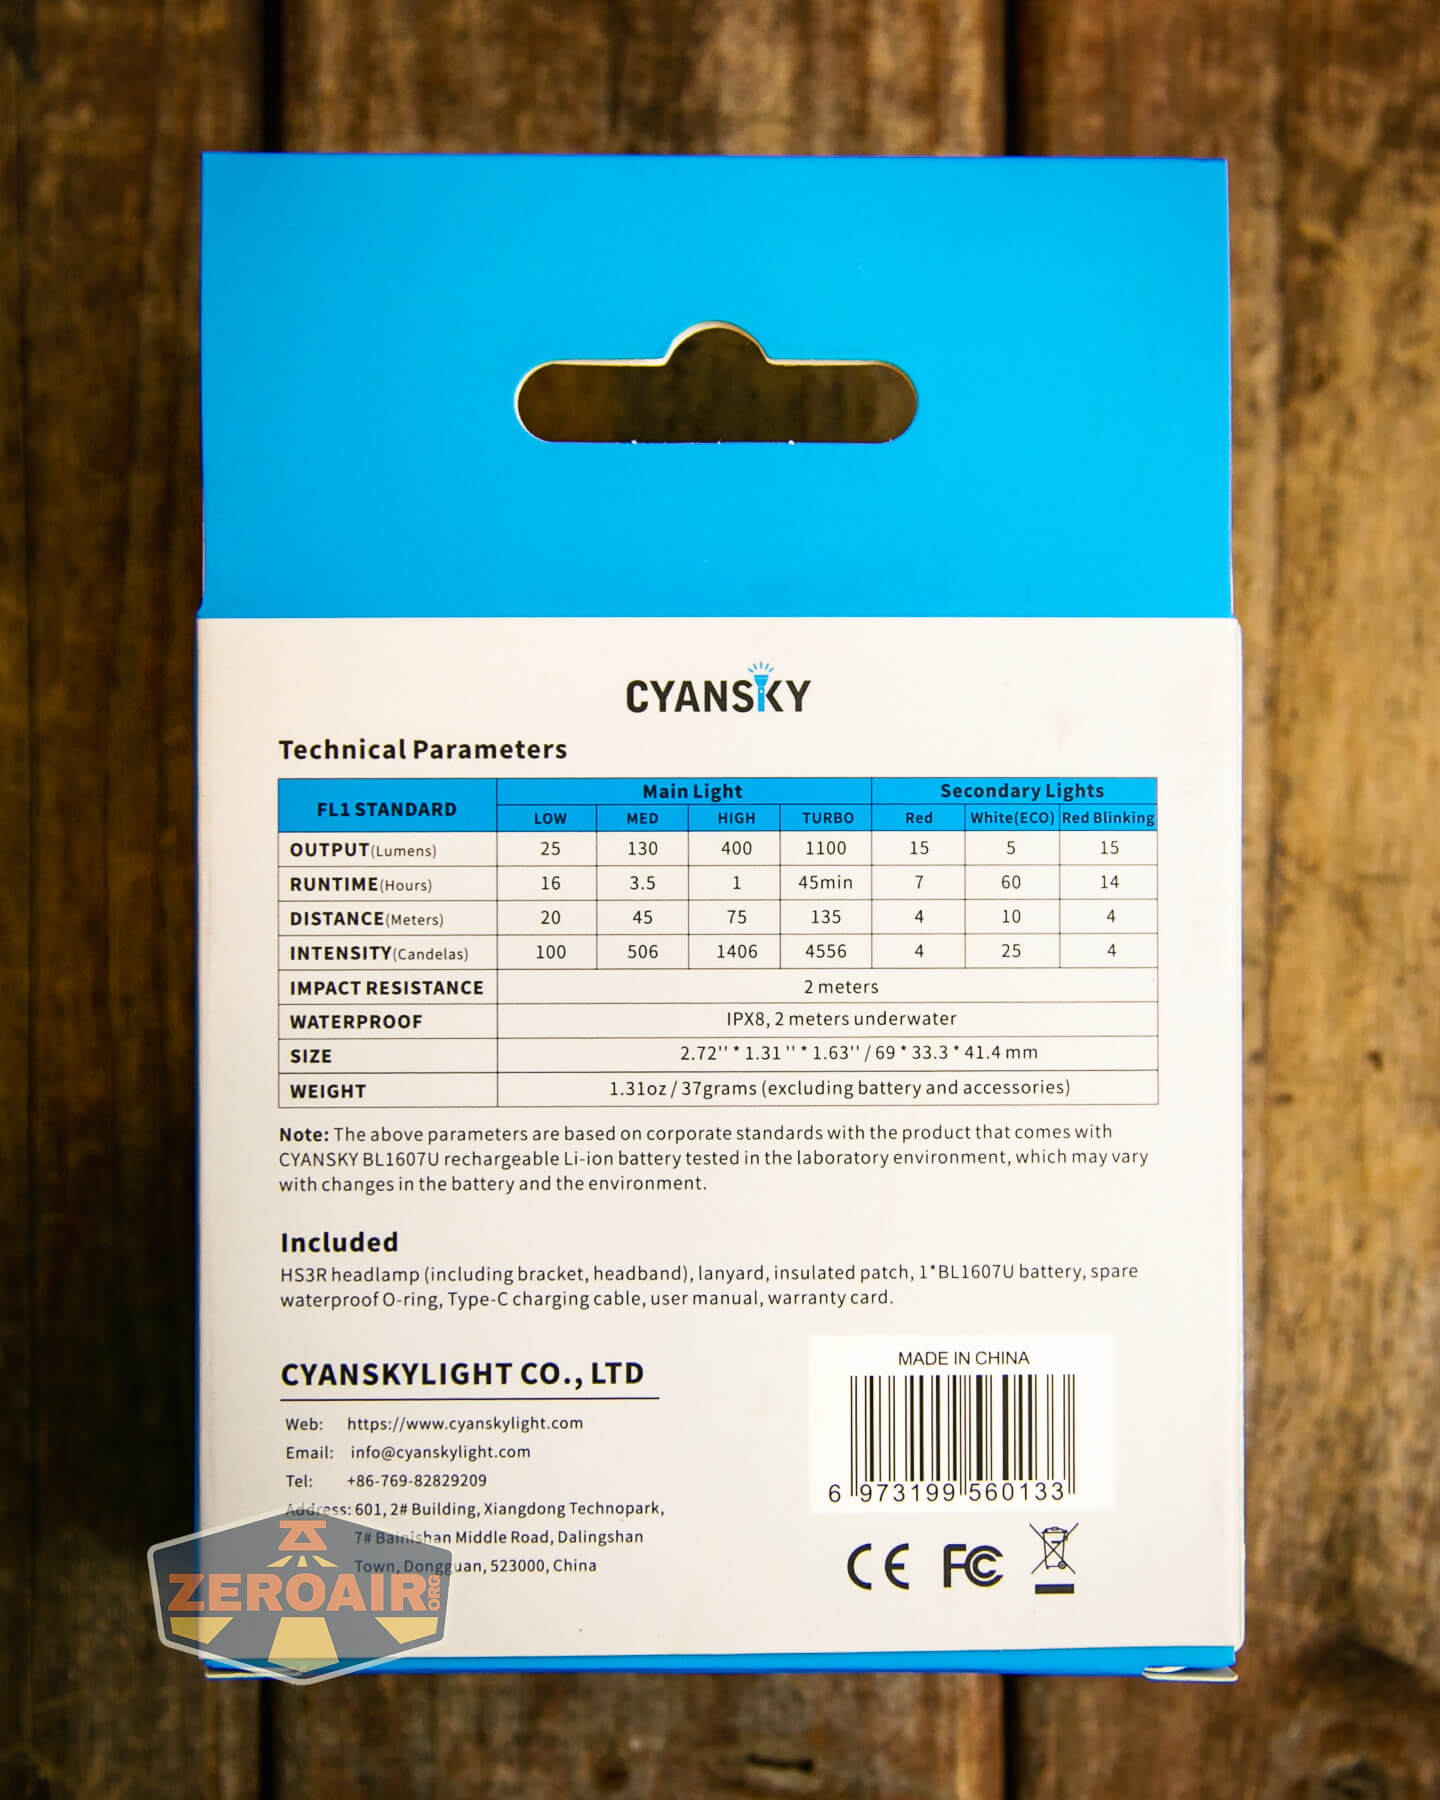 CYANSKY
Technical Parameters
FL1 STANDARD Main Light Secondary Lights
LOW MED HIGH TURBO Red White(ECO) Red Blinking
OUTPUT(Lumens) 25 130 400 1100 15 5 15
RUNTIME(Hours) 16 3.5 1 45min 7 60 14
DISTANCE(Meters) 20 45 75 135 4 10 4
INTENSITY(Candelas) 100 506 1406 4556 4 25 4
IMPACT RESISTANCE 2 meters
WATERPROOF IPX8, 2 meters underwater
SIZE 2.72'' * 1.31 '' * 1.63'' / 69 * 33.3 * 41.4 mm
WEIGHT 1.31oz / 37grams (excluding battery and accessories)
Note: The above parameters are based on corporate standards with the product that comes with
CYANSKY BL1607U rechargeable Li-ion battery tested in the laboratory environment, which may vary
with changes in the battery and the environment.
Included
HS3R headlamp (including bracket, headband), lanyard, insulated patch, 1*BL1607U battery, spare
waterproof O-ring, Type-C charging cable, user manual, warranty card.
CYANSKYLIGHT CO., LTD
Web: https://www.cyanskylight.com
Email: info@cyanskylight.com
Tel: +86-769-82829209
Address: 601, 2# Building, Xiangdong Technopark,
7# Bainishan Middle Road, Dalingshan
Town, Dongguan, 523000, China
MADE IN CHINA
6 973199 560133
CE FC
ZEROAIR.ORG